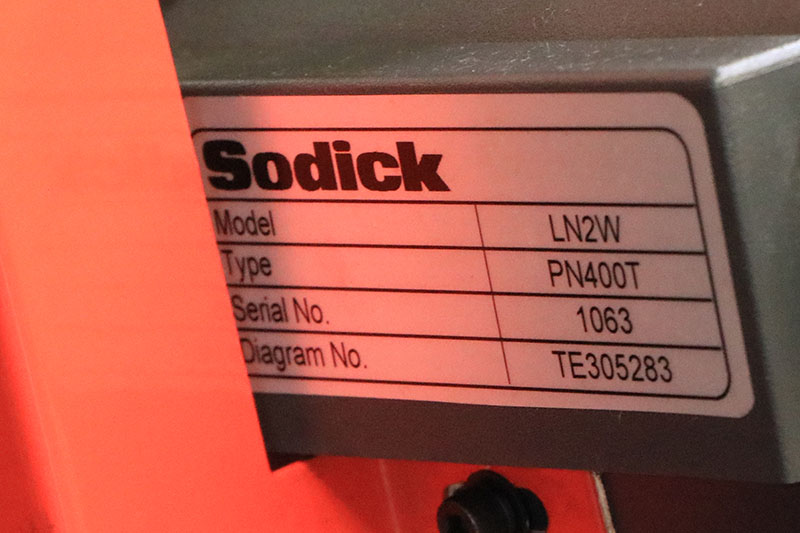 Sodick
Model LN2W
Type PN400T
Serial No. 1063
Diagram No. TE305283